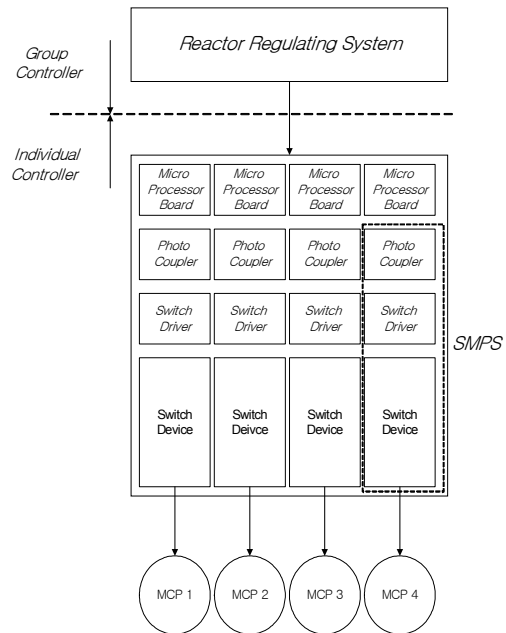 Reactor Regulating System
Group
Controller
Individual
Controller
Micro
Processor
Board
Micro
Processor
Board
Micro
Processor
Board
Micro
Processor
Board
Photo
Coupler
Photo
Coupler
Photo
Coupler
Photo
Coupler
Switch
Driver
Switch
Driver
Switch
Driver
Switch
Driver
SMPS
Switch
Device
Switch
Deivce
Switch
Device
Switch
Device
MCP 1
MCP 2
MCP 3
MCP 4